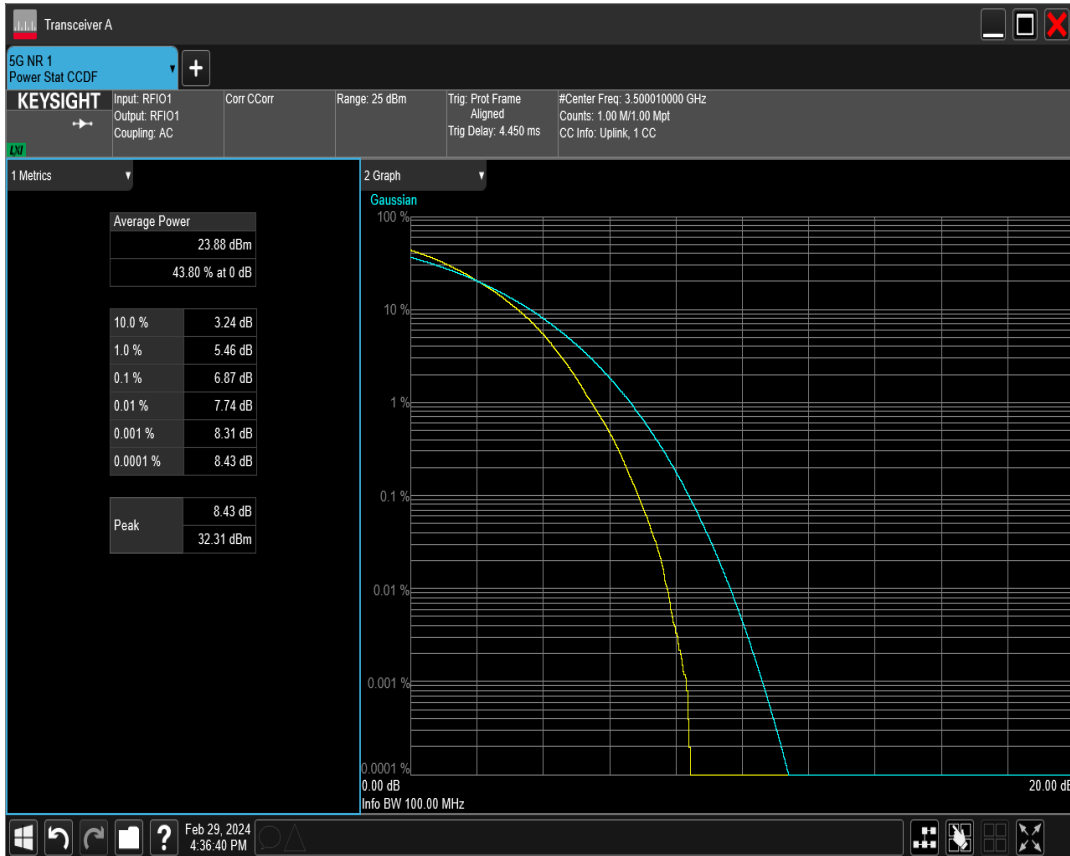 Transceiver A
5G NR 1
Power Stat CCDF
KEYSIGHT
LXI
Input: RFIO1
Output: RFIO1
Coupling: AC
Corr CCorr
Range: 25 dBm
Trig: Prot Frame
Aligned
Trig Delay: 4.450 ms
#Center Freq: 3.500010000 GHz
Counts: 1.00 M/1.00 Mpt
CC Info: Uplink, 1 CC
1 Metrics
Average Power
23.88 dBm
43.80 % at 0 dB
10.0 % 3.24 dB
1.0 % 5.46 dB
0.1 % 6.87 dB
0.01 % 7.74 dB
0.001 % 8.31 dB
0.0001 % 8.43 dB
Peak
8.43 dB
32.31 dBm
2 Graph
Gaussian
100 %
10 %
1 %
0.1 %
0.01 %
0.001 %
0.0001 %
0.00 dB 20.00 dB
Info BW 100.00 MHz
? Feb 29, 2024
4:36:40 PM